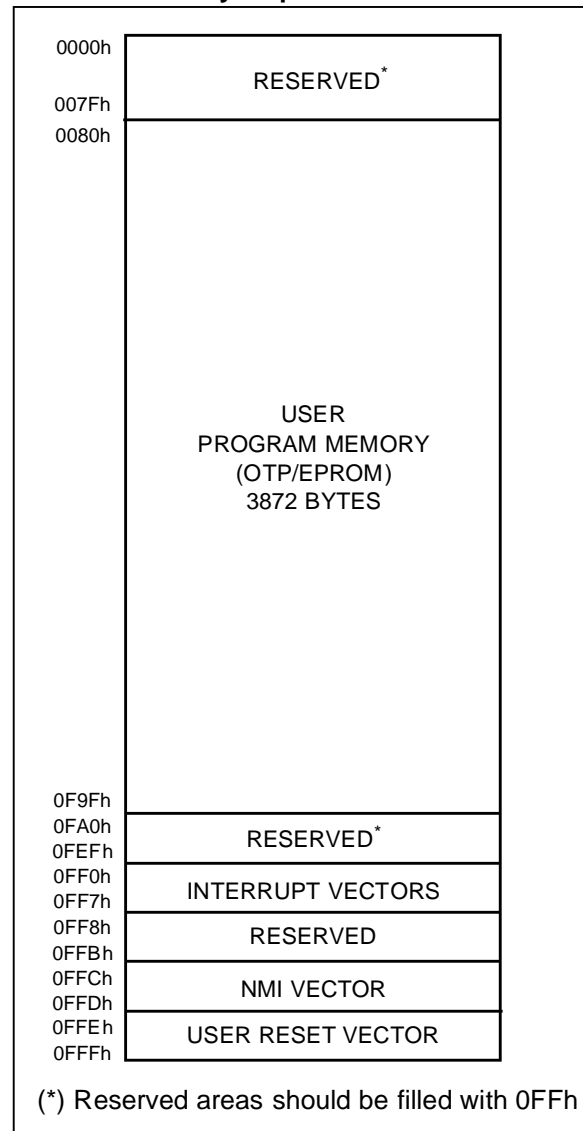 0000h
RESERVED*
007Fh
0080h
USER
PROGRAM MEMORY
(OTP/EPROM)
3872 BYTES
0F9Fh
0FA0h
RESERVED*
0FEFh
0FF0h
INTERRUPT VECTORS
0FF7h
0FF8h
RESERVED
0FFBh
0FFCh
NMI VECTOR
0FFDh
0FFEh
USER RESET VECTOR
0FFFh
(*) Reserved areas should be filled with 0FFh